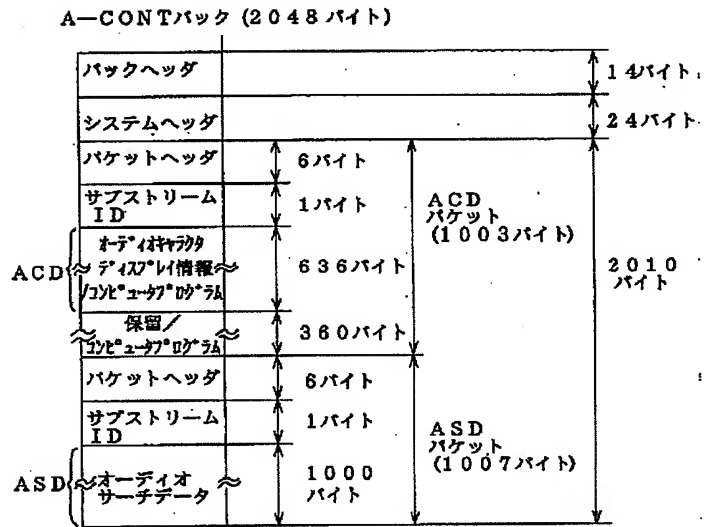 A—CONTパック (2048バイト)
パックヘッダ
14バイト
システムヘッダ
24バイト
パケットヘッダ
6バイト
サブストリーム
ID
1バイト
ACD
オーディオキャラクタ
ディスプレイ情報
/コンピュータプログラム
636バイト
保留/
コンピュータプログラム
360バイト
ACD
パケット
(1003バイト)
2010
バイト
パケットヘッダ
6バイト
サブストリーム
ID
1バイト
ASD
オーディオ
サーチデータ
1000
バイト
ASD
パケット
(1007バイト)